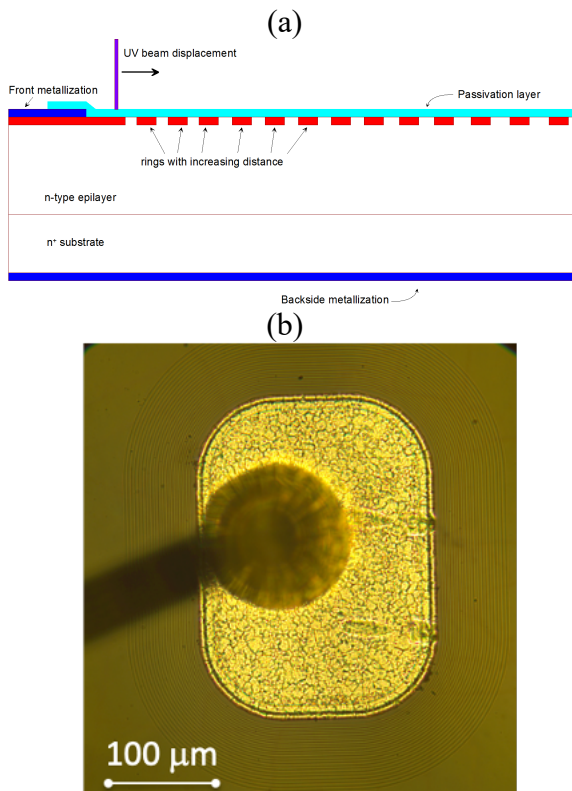 (a)
UV beam displacement
Front metallization
Passivation layer
rings with increasing distance
n-type epilayer
n⁺ substrate
Backside metallization
(b)
100 μm